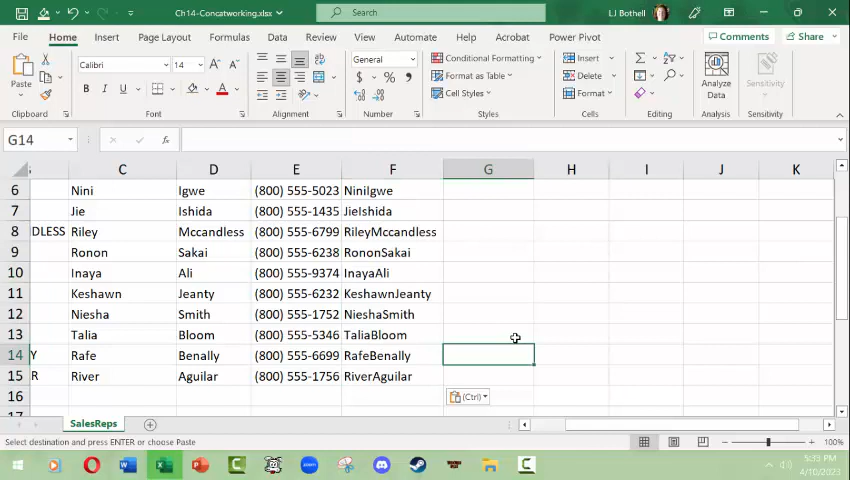 Ch14-Concatworking.xlsx
Search
LJ Bothell
File Home Insert Page Layout Formulas Data Review View Automate Help Acrobat Power Pivot Comments Share
Paste
Calibri 14
General
Conditional Formatting
Format as Table
Cell Styles
Insert
Delete
Format
Analyze Data
Sensitivity
Clipboard Font Alignment Number Styles Cells Editing Analysis Sensitivity
G14
C D E F G H I J K
6 Nini Igwe (800) 555-5023 NiniIgwe
7 Jie Ishida (800) 555-1435 JieIshida
8 DLESS Riley Mccandless (800) 555-6799 RileyMccandless
9 Ronon Sakai (800) 555-6238 RononSakai
10 Inaya Ali (800) 555-9374 InayaAli
11 Keshawn Jeanty (800) 555-6232 KeshawnJeanty
12 Niesha Smith (800) 555-1752 NieshaSmith
13 Talia Bloom (800) 555-5346 TaliaBloom
14 Y Rafe Benally (800) 555-6699 RafeBenally
15 R River Aguilar (800) 555-1756 RiverAguilar
16 (Ctrl)
17
SalesReps
Select destination and press ENTER or choose Paste
100%
5:33 PM
4/10/2023